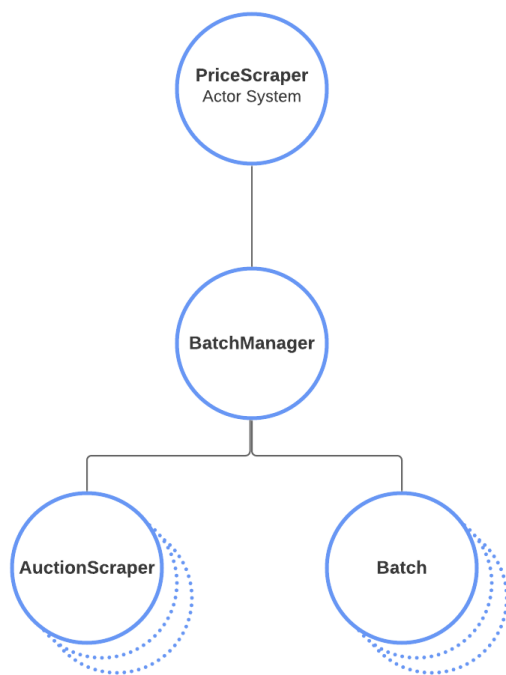 PriceScraper
Actor System
BatchManager
AuctionScraper
Batch